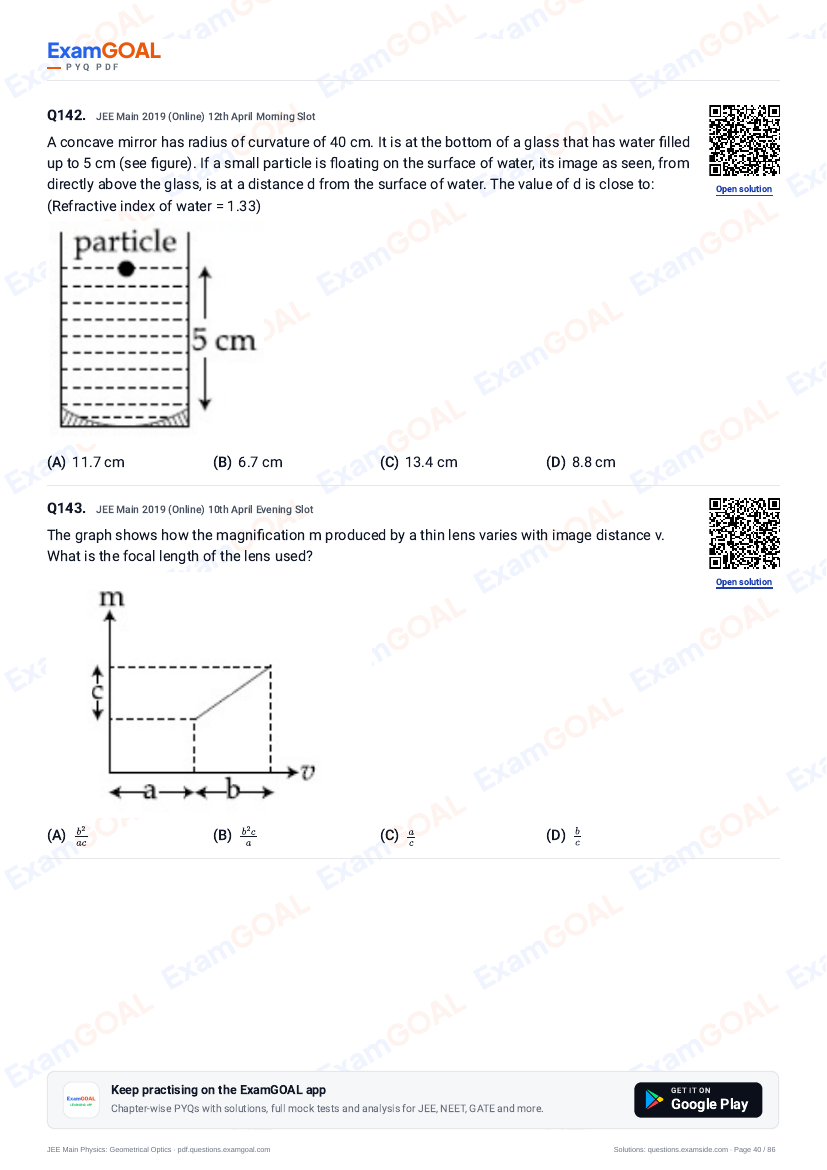 ExamGOAL
PYQ PDF
Q142. JEE Main 2019 (Online) 12th April Morning Slot
A concave mirror has radius of curvature of 40 cm. It is at the bottom of a glass that has water filled
up to 5 cm (see figure). If a small particle is floating on the surface of water, its image as seen, from
directly above the glass, is at a distance d from the surface of water. The value of d is close to:
(Refractive index of water = 1.33)
Open solution
particle
5 cm
(A) 11.7 cm (B) 6.7 cm (C) 13.4 cm (D) 8.8 cm
Q143. JEE Main 2019 (Online) 10th April Evening Slot
The graph shows how the magnification m produced by a thin lens varies with image distance v.
What is the focal length of the lens used?
Open solution
m
c
v
a b
(A) b²/ac (B) b²c/a (C) a/c (D) b/c
ExamGOAL
Keep practising on the ExamGOAL app
Chapter-wise PYQs with solutions, full mock tests and analysis for JEE, NEET, GATE and more.
GET IT ON
Google Play
JEE Main Physics: Geometrical Optics · pdf.questions.examgoal.com Solutions: questions.examside.com · Page 40 / 86